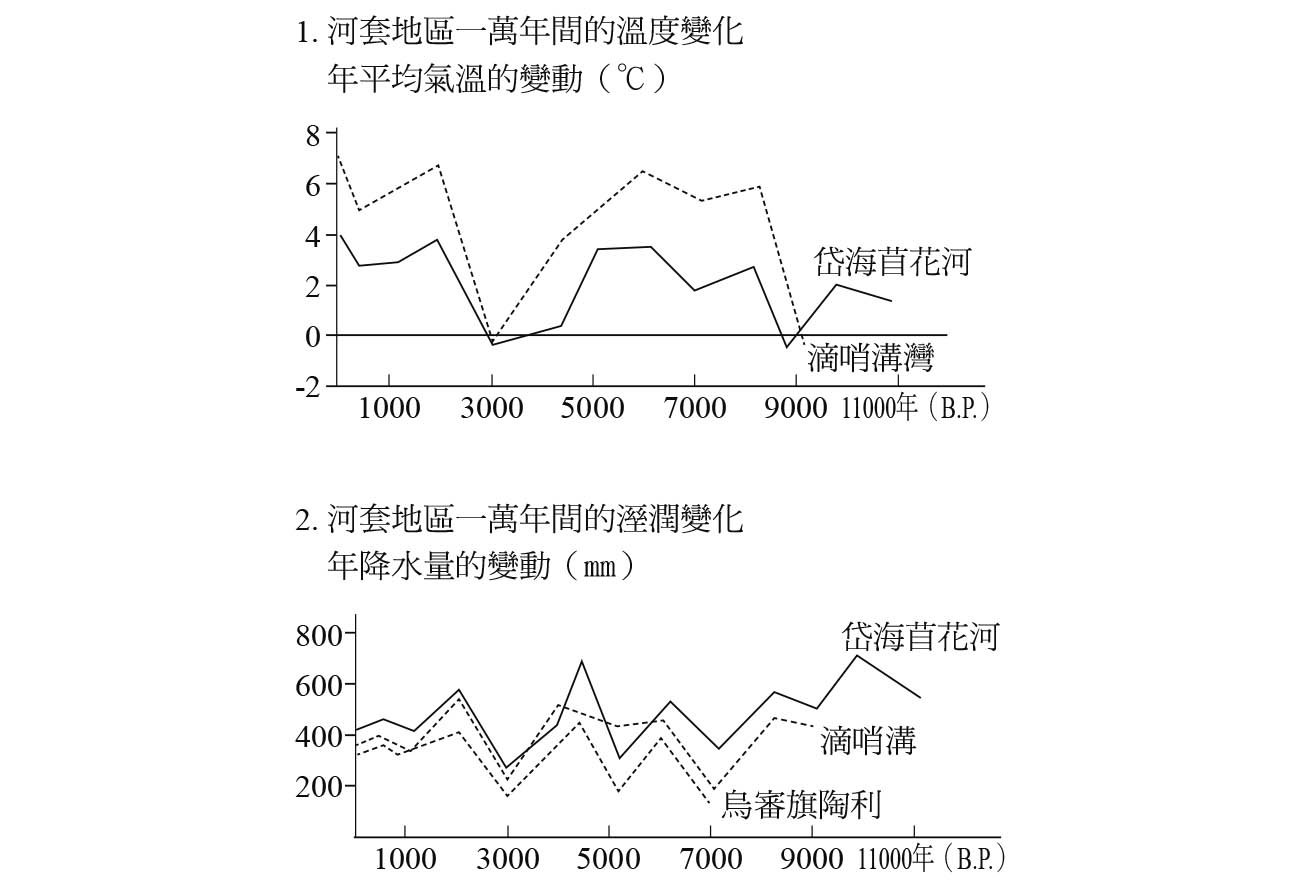 1. 河套地區一萬年間的溫度變化
年平均氣溫的變動（℃）
8
6
4
2
0
-2
岱海苜花河
滴哨溝灣
1000 3000 5000 7000 9000 11000年（B.P.）
2. 河套地區一萬年間的溼潤變化
年降水量的變動（mm）
800
600
400
200
岱海苜花河
滴哨溝
烏審旗陶利
1000 3000 5000 7000 9000 11000年（B.P.）